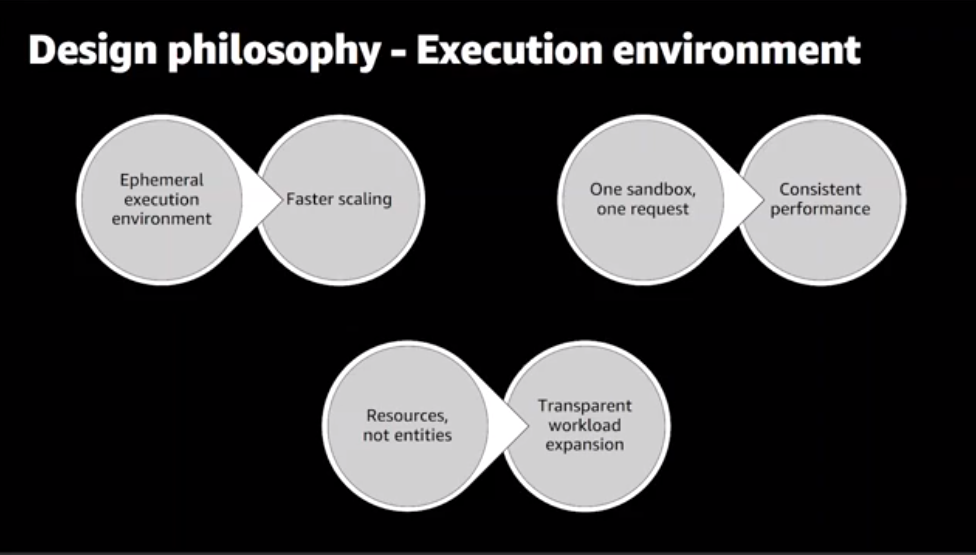 Design philosophy - Execution environment
Ephemeral
execution
environment
Faster scaling
One sandbox,
one request
Consistent
performance
Resources,
not entities
Transparent
workload
expansion